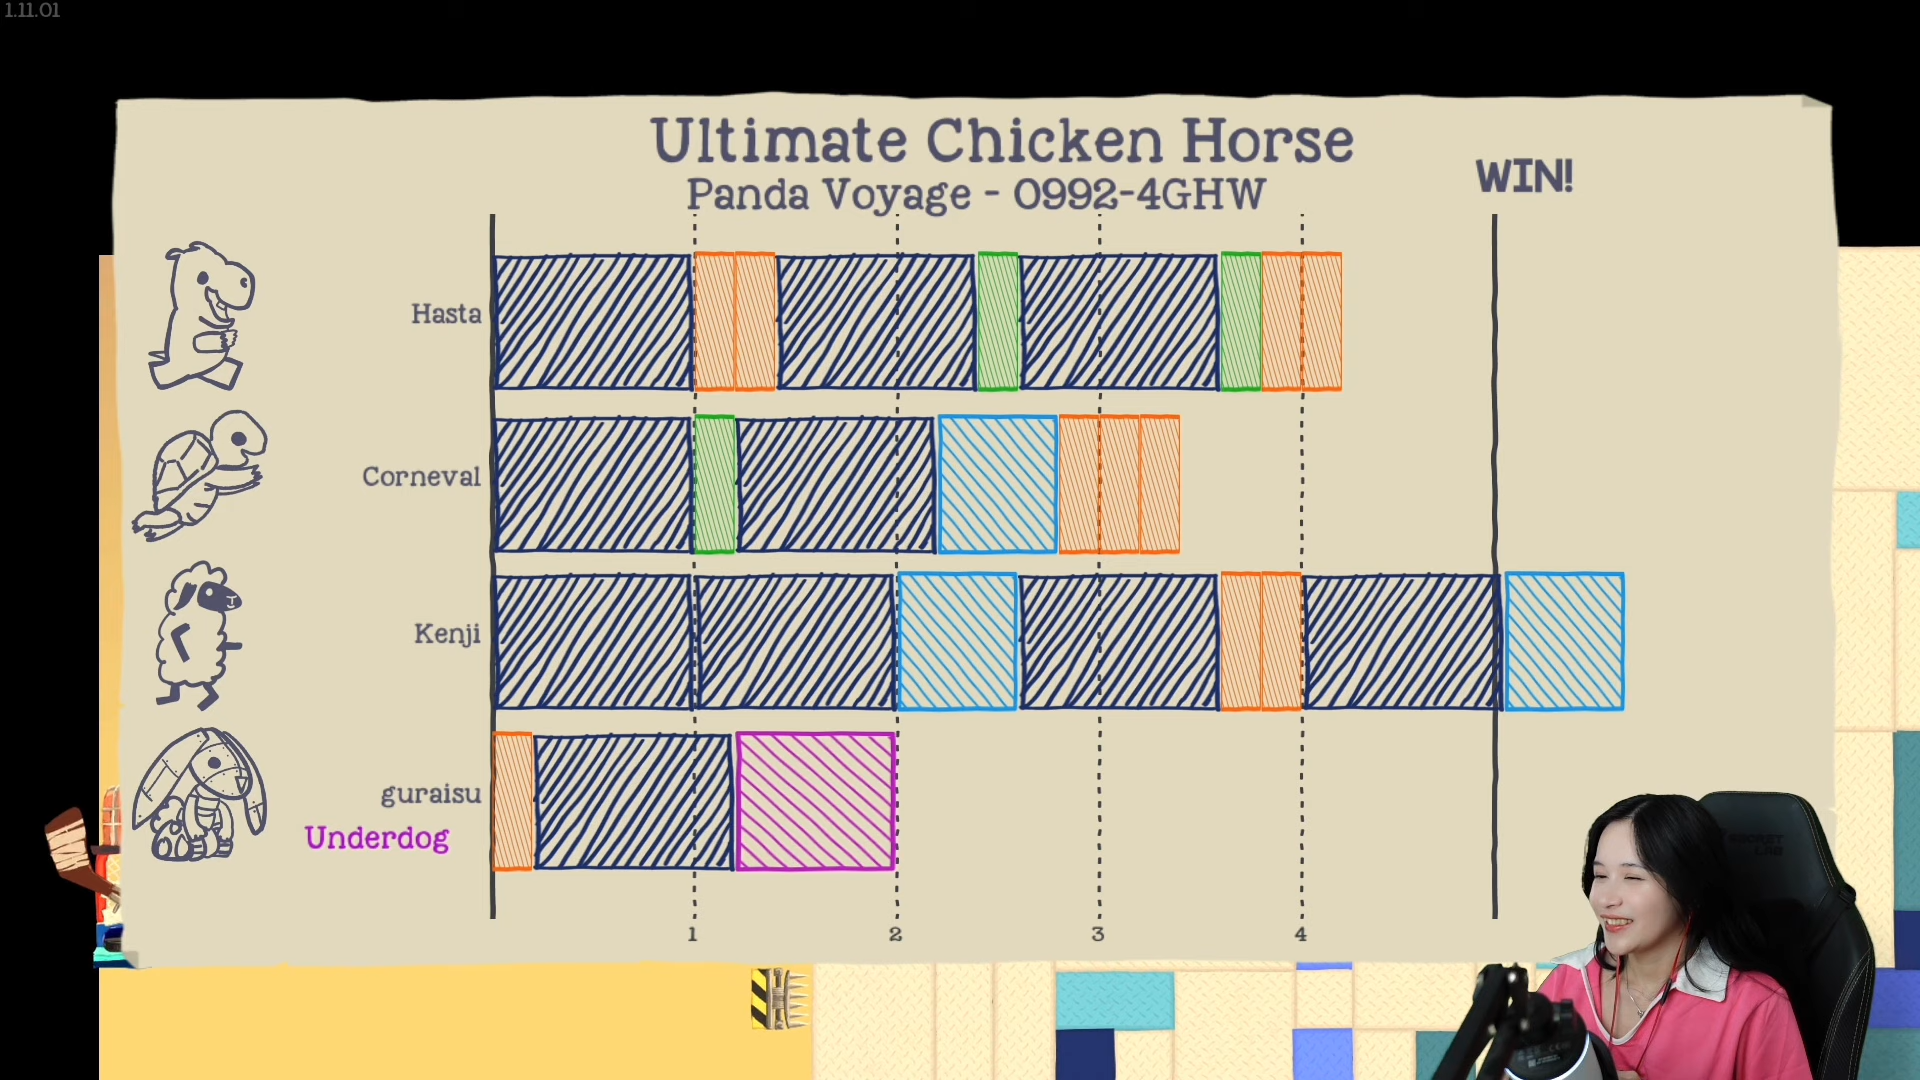 1.11.01
Ultimate Chicken Horse
Panda Voyage - 0992-4GHW
WIN!
Hasta
Corneval
Kenji
guraisu
Underdog
1 2 3 4